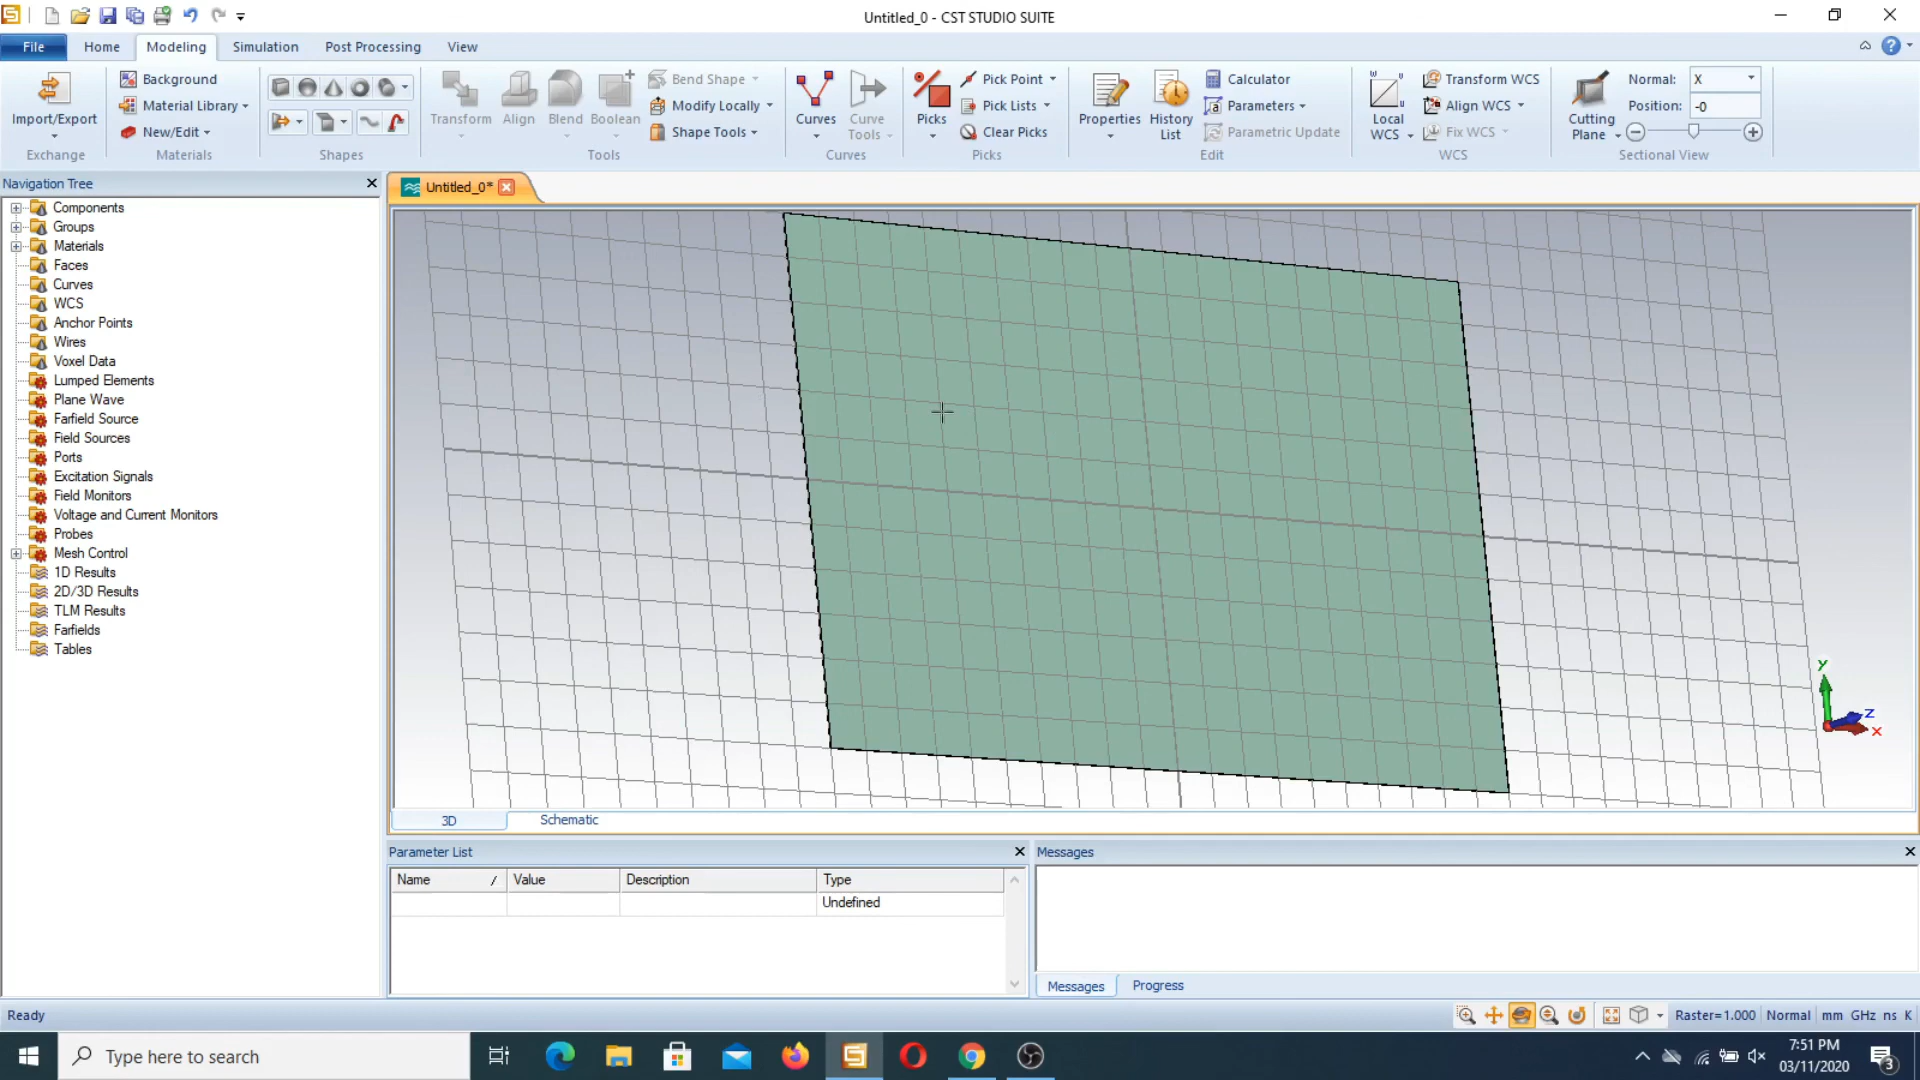 Untitled_0 - CST STUDIO SUITE
File Home Modeling Simulation Post Processing View
Import/Export
Exchange
Background
Material Library
New/Edit
Materials
Shapes
Transform Align Blend Boolean
Bend Shape
Modify Locally
Shape Tools
Tools
Curves Curve Tools
Curves
Picks
Pick Point
Pick Lists
Clear Picks
Picks
Properties History List
Calculator
Parameters
Parametric Update
Edit
Local WCS
Transform WCS
Align WCS
Fix WCS
WCS
Cutting Plane
Normal: X
Position: -0
Sectional View
Navigation Tree
Untitled_0*
Components
Groups
Materials
Faces
Curves
WCS
Anchor Points
Wires
Voxel Data
Lumped Elements
Plane Wave
Farfield Source
Field Sources
Ports
Excitation Signals
Field Monitors
Voltage and Current Monitors
Probes
Mesh Control
1D Results
2D/3D Results
TLM Results
Farfields
Tables
y
z
x
3D Schematic
Parameter List
Name / Value Description Type
Undefined
Messages
Messages Progress
Ready
Raster=1.000 Normal mm GHz ns K
Type here to search
7:51 PM
03/11/2020
3